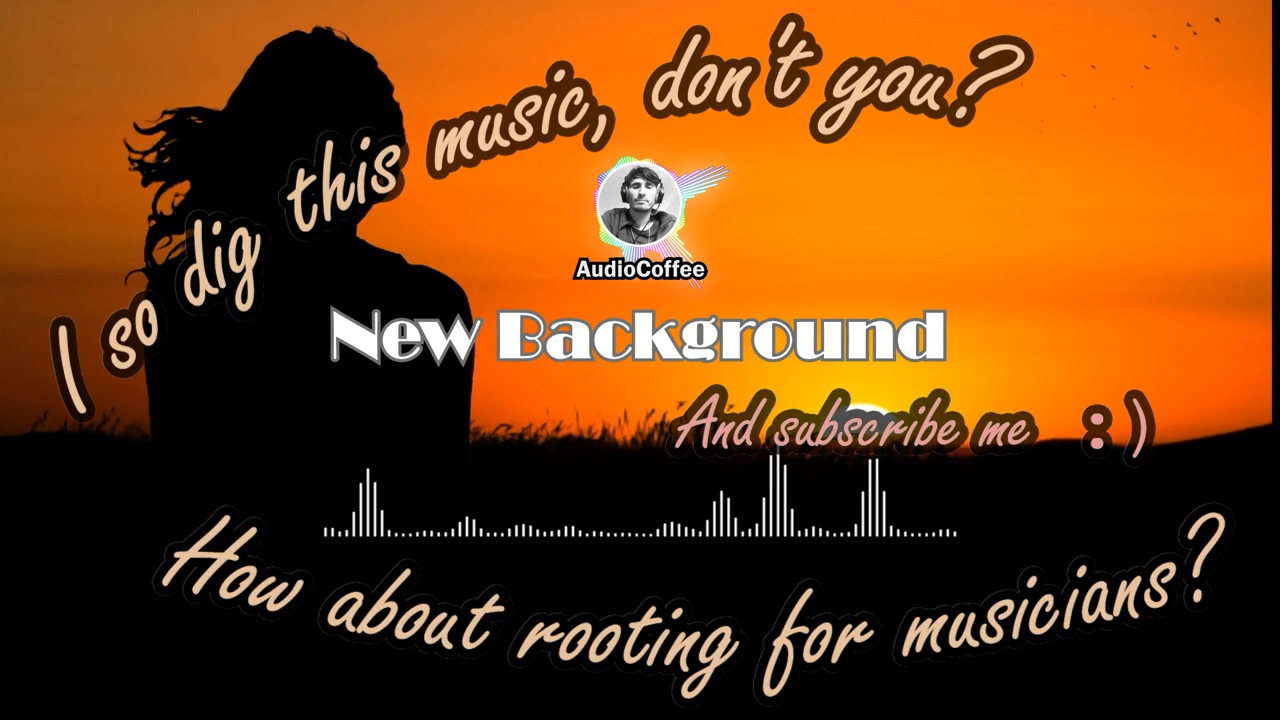 I so dig this music, don't you?
AudioCoffee
New Background
And subscribe me :)
How about rooting for musicians?